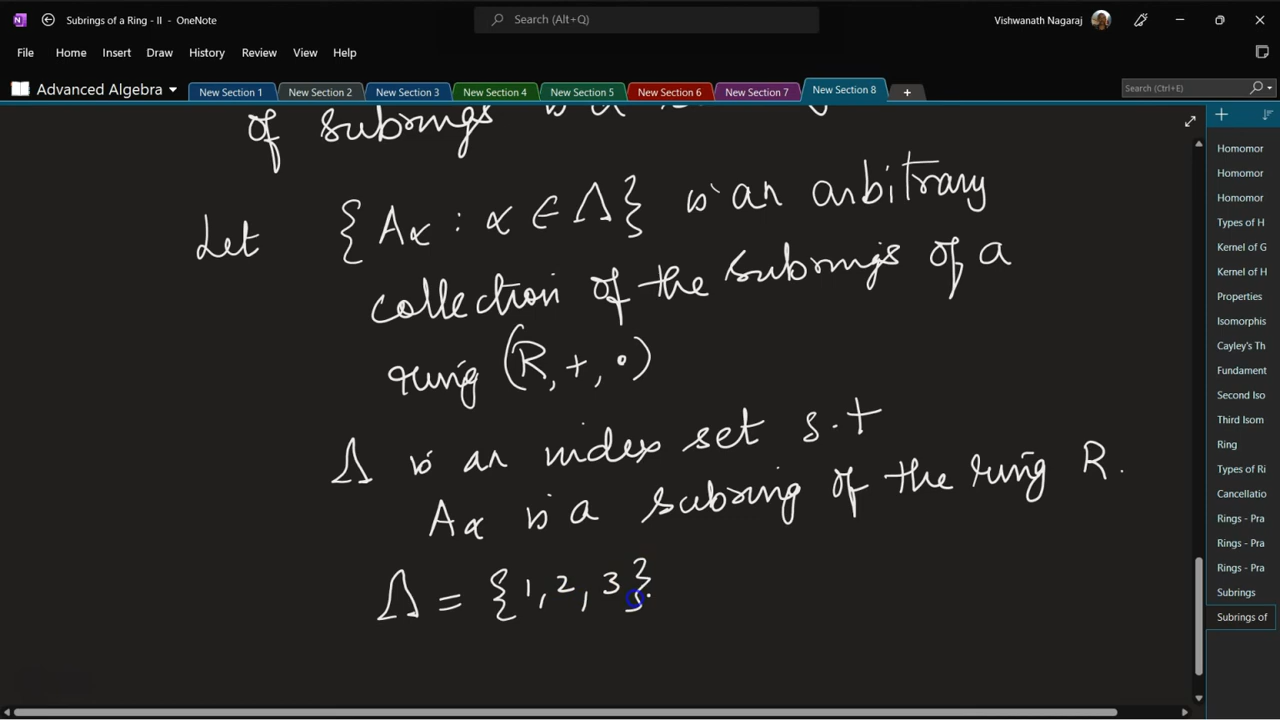 Subrings of a Ring - II - OneNote
Search (Alt+Q)
Vishwanath Nagaraj
File Home Insert Draw History Review View Help
Advanced Algebra
New Section 1 New Section 2 New Section 3 New Section 4 New Section 5 New Section 6 New Section 7 New Section 8
Search (Ctrl+E)
of subrings is a
Let {Aα : α ∈ Λ} is an arbitrary
collection of the subrings of a
ring (R, +, •)
Λ is an index set s.t
Aα is a subring of the ring R.
Λ = {1, 2, 3}
Homomor
Homomor
Homomor
Types of H
Kernel of G
Kernel of H
Properties
Isomorphis
Cayley's Th
Fundament
Second Iso
Third Isom
Ring
Types of Ri
Cancellatio
Rings - Pra
Rings - Pra
Rings - Pra
Subrings
Subrings of